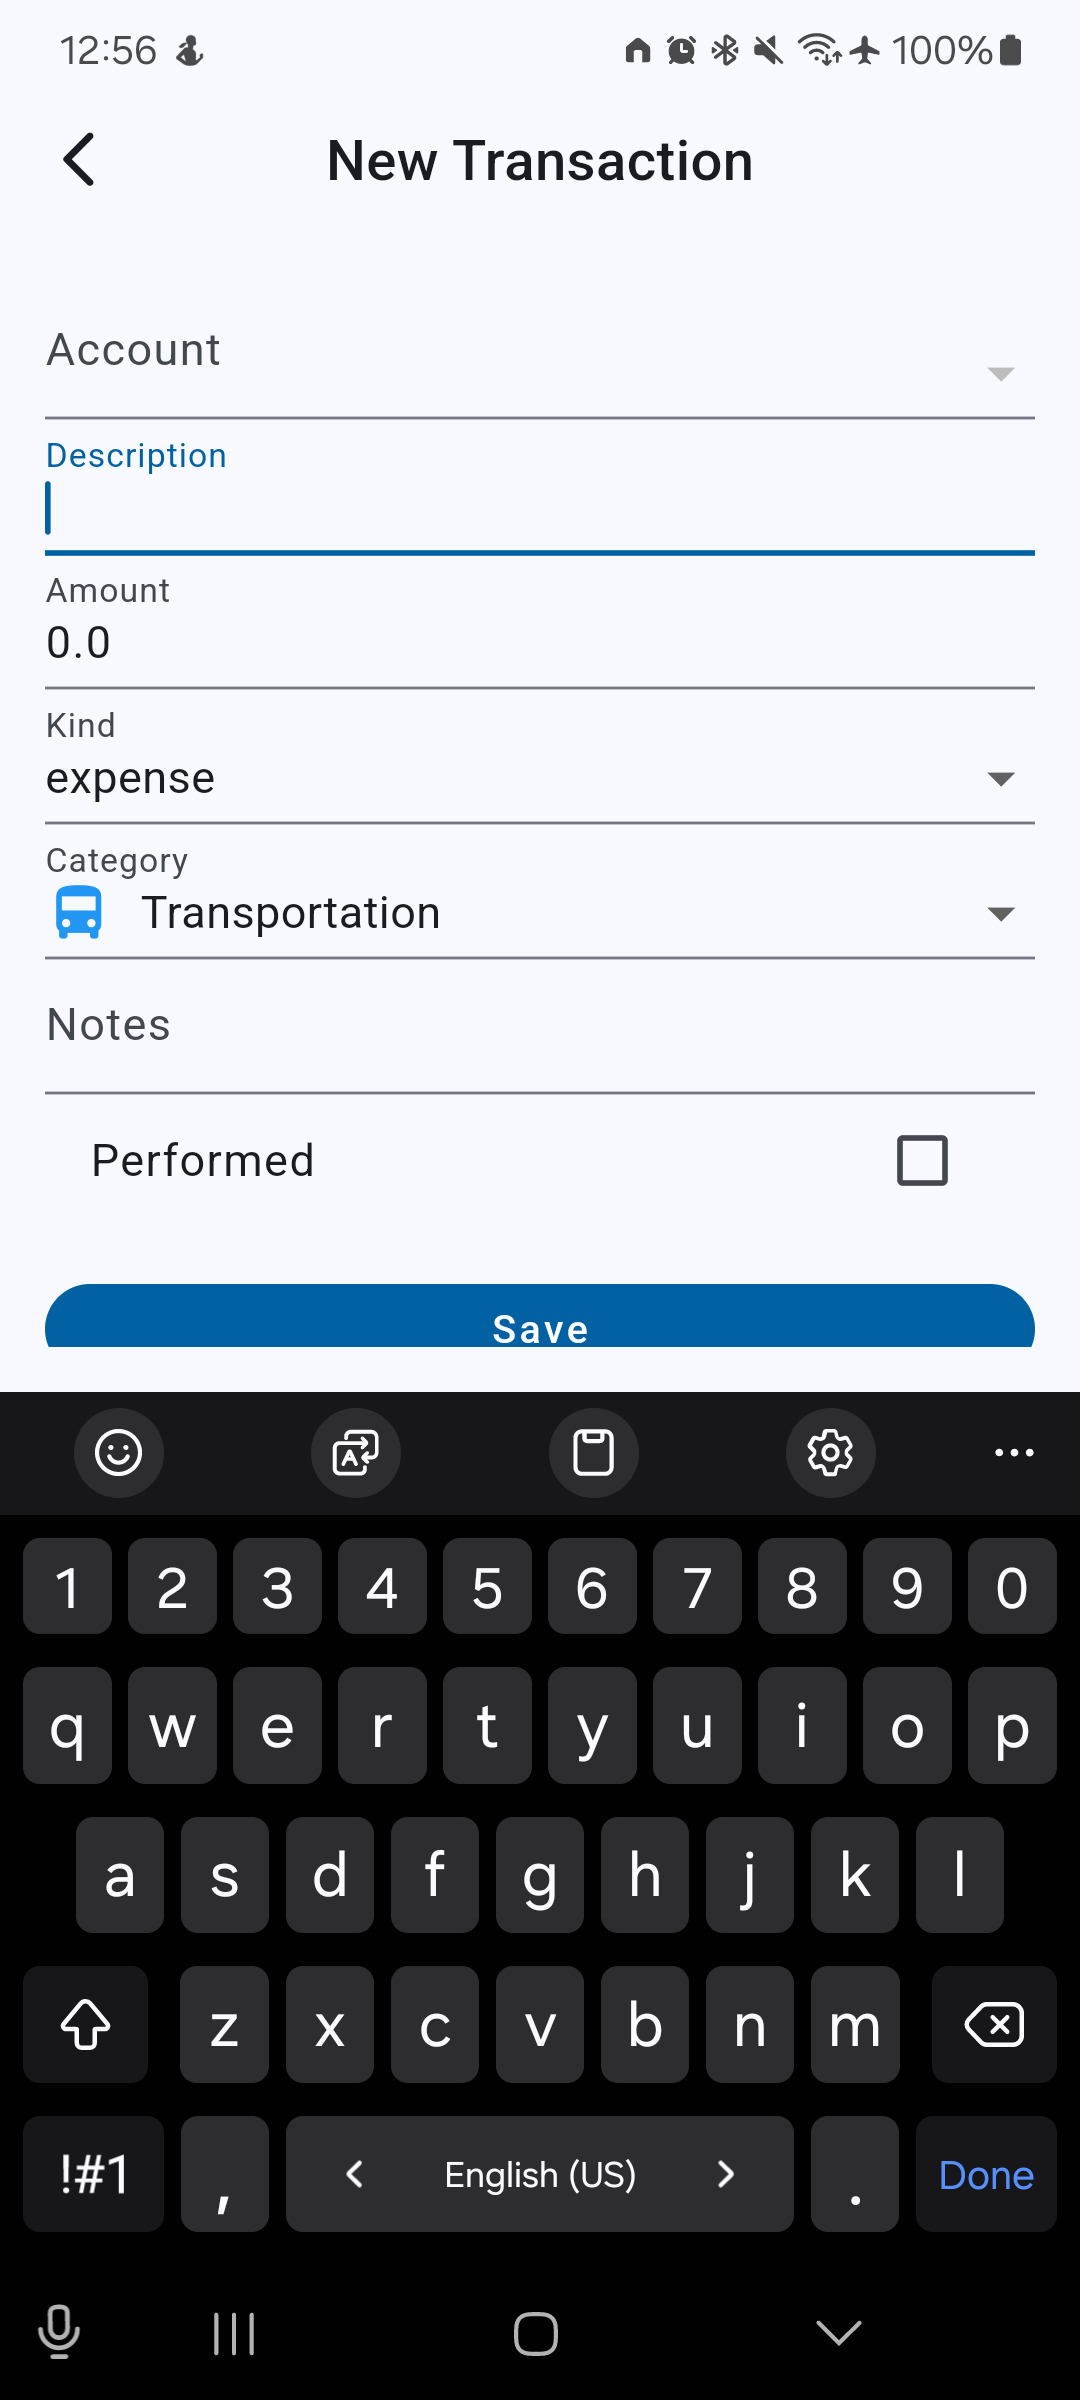 12:56 100%
New Transaction
Account
Description
Amount
0.0
Kind
expense
Category
Transportation
Notes
Performed
Save
1 2 3 4 5 6 7 8 9 0
q w e r t y u i o p
a s d f g h j k l
z x c v b n m
!#1 , English (US) . Done